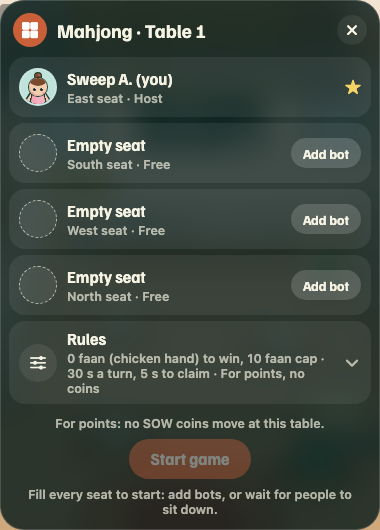 Mahjong · Table 1
Sweep A. (you)
East seat · Host
Empty seat
South seat · Free
Add bot
Empty seat
West seat · Free
Add bot
Empty seat
North seat · Free
Add bot
Rules
0 faan (chicken hand) to win, 10 faan cap ·
30 s a turn, 5 s to claim · For points, no
coins
For points: no SOW coins move at this table.
Start game
Fill every seat to start: add bots, or wait for people to
sit down.